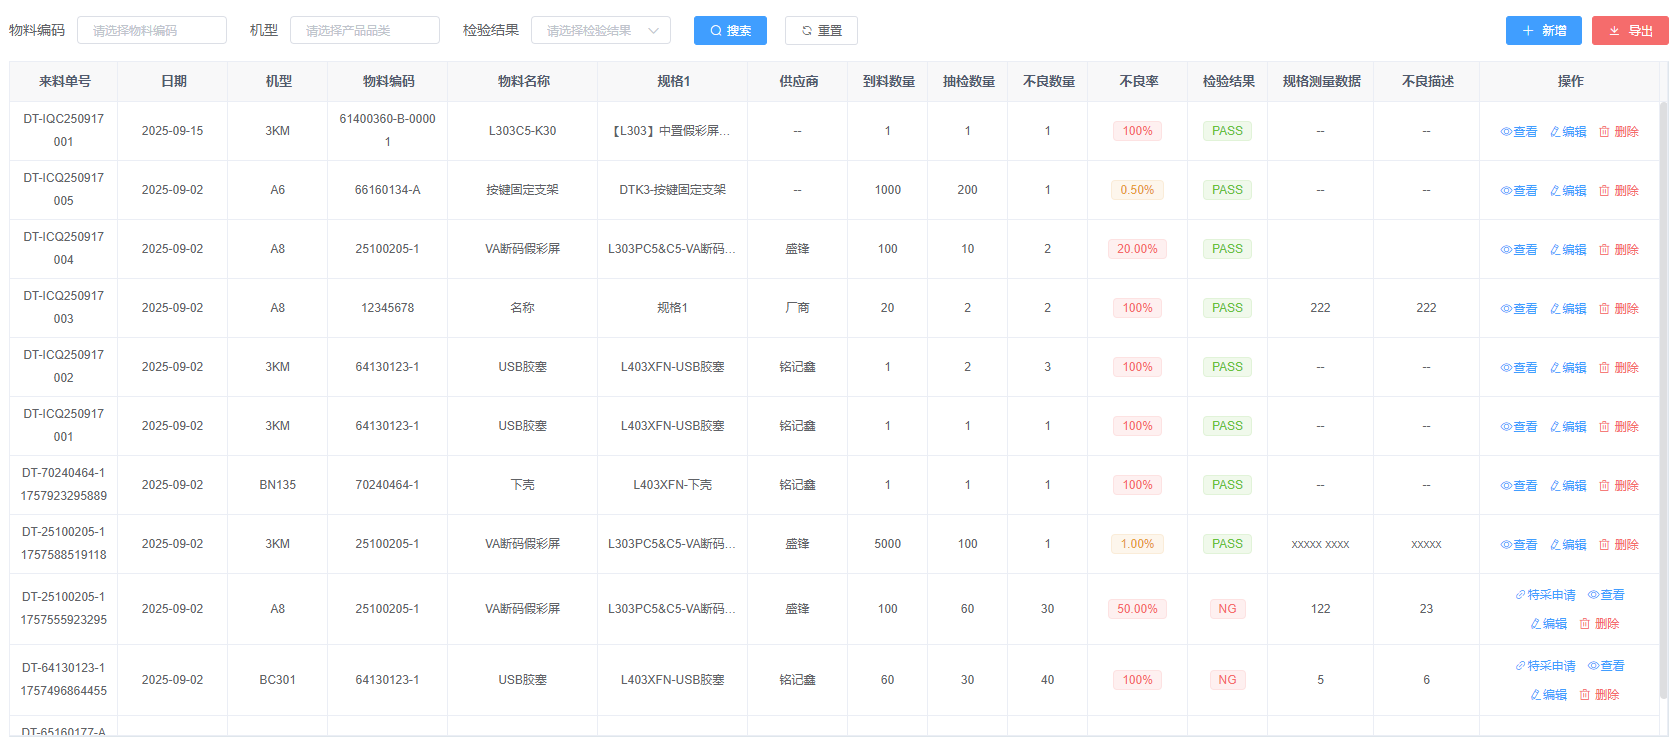 物料编码 请选择物料编码 机型 请选择产品品类 检验结果 请选择检验结果 搜索 重置 新增 导出
来料单号 日期 机型 物料编码 物料名称 规格1 供应商 到料数量 抽检数量 不良数量 不良率 检验结果 规格测量数据 不良描述 操作
DT-IQC250917
001 2025-09-15 3KM 61400360-B-0000
1 L303C5-K30 【L303】中置假彩屏... -- 1 1 1 100% PASS -- -- 查看 编辑 删除
DT-ICQ250917
005 2025-09-02 A6 66160134-A 按键固定支架 DTK3-按键固定支架 -- 1000 200 1 0.50% PASS -- -- 查看 编辑 删除
DT-ICQ250917
004 2025-09-02 A8 25100205-1 VA断码假彩屏 L303PC5&C5-VA断码... 盛锋 100 10 2 20.00% PASS 查看 编辑 删除
DT-ICQ250917
003 2025-09-02 A8 12345678 名称 规格1 厂商 20 2 2 100% PASS 222 222 查看 编辑 删除
DT-ICQ250917
002 2025-09-02 3KM 64130123-1 USB胶塞 L403XFN-USB胶塞 铭记鑫 1 2 3 100% PASS -- -- 查看 编辑 删除
DT-ICQ250917
001 2025-09-02 3KM 64130123-1 USB胶塞 L403XFN-USB胶塞 铭记鑫 1 1 1 100% PASS -- -- 查看 编辑 删除
DT-70240464-1
1757923295889 2025-09-02 BN135 70240464-1 下壳 L403XFN-下壳 铭记鑫 1 1 1 100% PASS -- -- 查看 编辑 删除
DT-25100205-1
1757588519118 2025-09-02 3KM 25100205-1 VA断码假彩屏 L303PC5&C5-VA断码... 盛锋 5000 100 1 1.00% PASS xxxxx xxxx xxxxx 查看 编辑 删除
DT-25100205-1
1757555923295 2025-09-02 A8 25100205-1 VA断码假彩屏 L303PC5&C5-VA断码... 盛锋 100 60 30 50.00% NG 122 23 特采申请 查看
编辑 删除
DT-64130123-1
1757496864455 2025-09-02 BC301 64130123-1 USB胶塞 L403XFN-USB胶塞 铭记鑫 60 30 40 100% NG 5 6 特采申请 查看
编辑 删除
DT-65160177-A